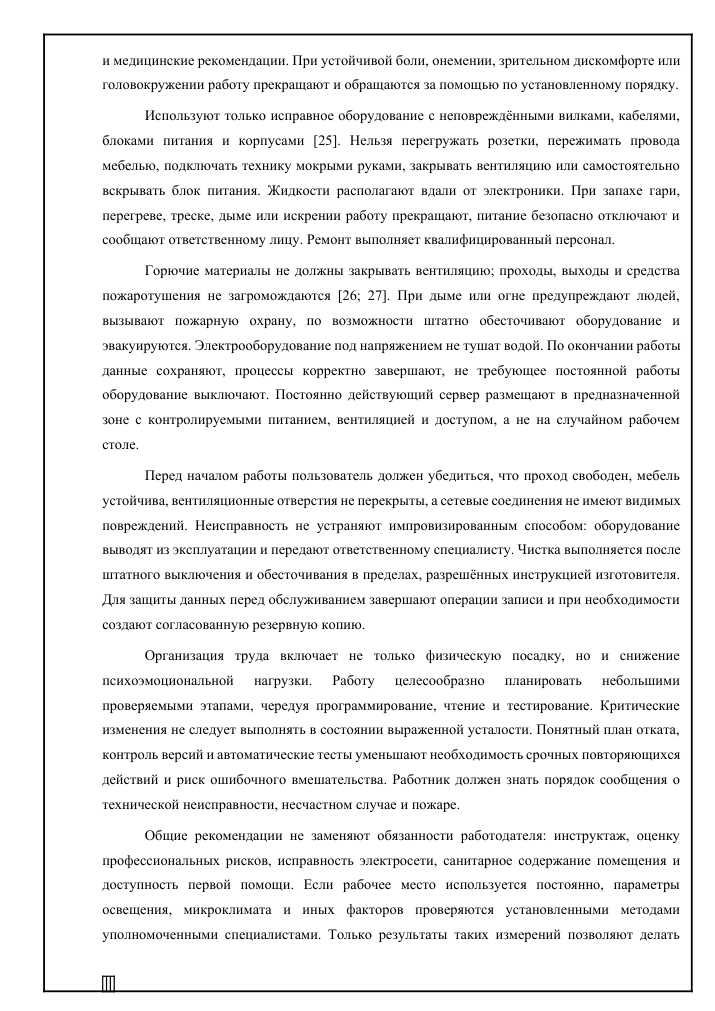 и медицинские рекомендации. При устойчивой боли, онемении, зрительном дискомфорте или
головокружении работу прекращают и обращаются за помощью по установленному порядку.
Используют только исправное оборудование с неповреждёнными вилками, кабелями,
блоками питания и корпусами [25]. Нельзя перегружать розетки, пережимать провода
мебелью, подключать технику мокрыми руками, закрывать вентиляцию или самостоятельно
вскрывать блок питания. Жидкости располагают вдали от электроники. При запахе гари,
перегреве, треске, дыме или искрении работу прекращают, питание безопасно отключают и
сообщают ответственному лицу. Ремонт выполняет квалифицированный персонал.
Горючие материалы не должны закрывать вентиляцию; проходы, выходы и средства
пожаротушения не загромождаются [26; 27]. При дыме или огне предупреждают людей,
вызывают пожарную охрану, по возможности штатно обесточивают оборудование и
эвакуируются. Электрооборудование под напряжением не тушат водой. По окончании работы
данные сохраняют, процессы корректно завершают, не требующее постоянной работы
оборудование выключают. Постоянно действующий сервер размещают в предназначенной
зоне с контролируемыми питанием, вентиляцией и доступом, а не на случайном рабочем
столе.
Перед началом работы пользователь должен убедиться, что проход свободен, мебель
устойчива, вентиляционные отверстия не перекрыты, а сетевые соединения не имеют видимых
повреждений. Неисправность не устраняют импровизированным способом: оборудование
выводят из эксплуатации и передают ответственному специалисту. Чистка выполняется после
штатного выключения и обесточивания в пределах, разрешённых инструкцией изготовителя.
Для защиты данных перед обслуживанием завершают операции записи и при необходимости
создают согласованную резервную копию.
Организация труда включает не только физическую посадку, но и снижение
психоэмоциональной нагрузки. Работу целесообразно планировать небольшими
проверяемыми этапами, чередуя программирование, чтение и тестирование. Критические
изменения не следует выполнять в состоянии выраженной усталости. Понятный план отката,
контроль версий и автоматические тесты уменьшают необходимость срочных повторяющихся
действий и риск ошибочного вмешательства. Работник должен знать порядок сообщения о
технической неисправности, несчастном случае и пожаре.
Общие рекомендации не заменяют обязанности работодателя: инструктаж, оценку
профессиональных рисков, исправность электросети, санитарное содержание помещения и
доступность первой помощи. Если рабочее место используется постоянно, параметры
освещения, микроклимата и иных факторов проверяются установленными методами
уполномоченными специалистами. Только результаты таких измерений позволяют делать